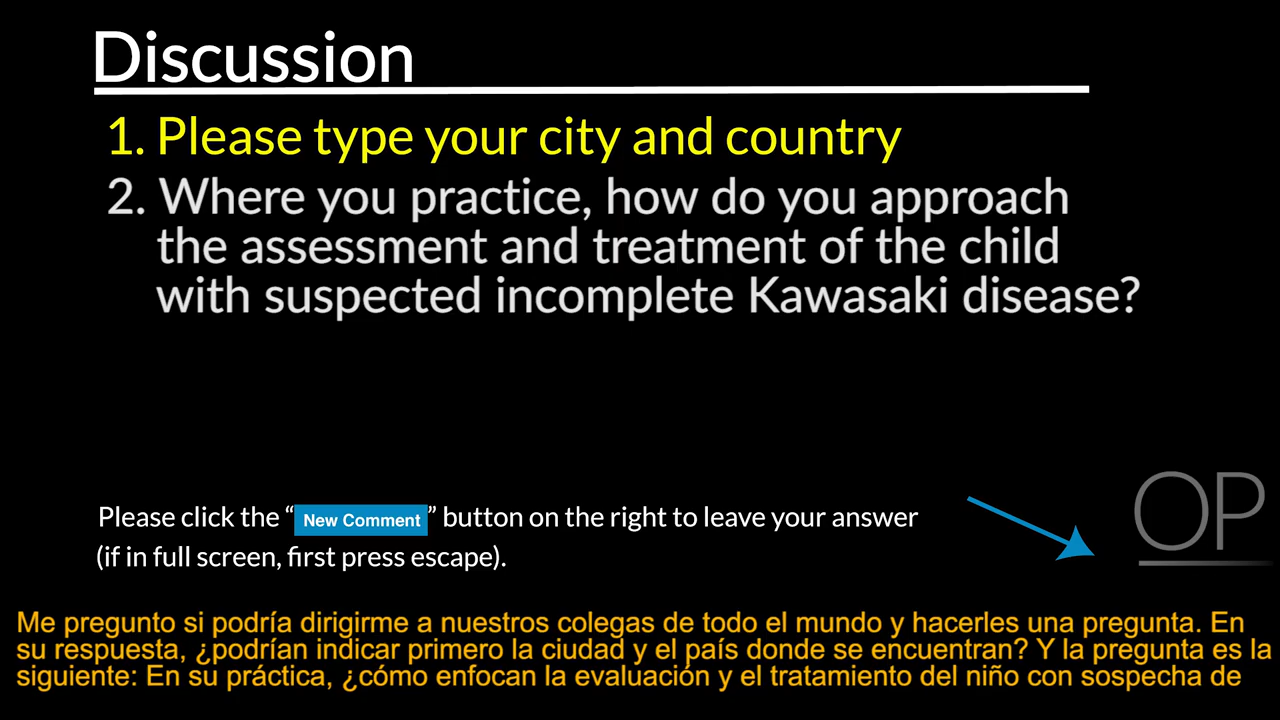 Discussion
1. Please type your city and country
2. Where you practice, how do you approach
the assessment and treatment of the child
with suspected incomplete Kawasaki disease?
Please click the “New Comment” button on the right to leave your answer
(if in full screen, first press escape).
OP
Me pregunto si podría dirigirme a nuestros colegas de todo el mundo y hacerles una pregunta. En
su respuesta, ¿podrían indicar primero la ciudad y el país donde se encuentran? Y la pregunta es la
siguiente: En su práctica, ¿cómo enfocan la evaluación y el tratamiento del niño con sospecha de